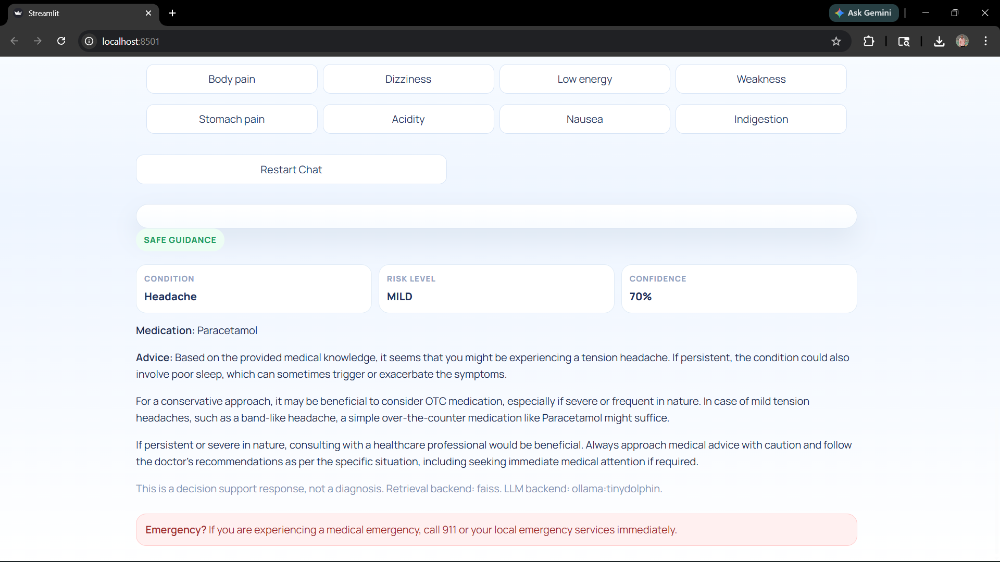 Streamlit
Ask Gemini
localhost:8501
Body pain
Dizziness
Low energy
Weakness
Stomach pain
Acidity
Nausea
Indigestion
Restart Chat
SAFE GUIDANCE
CONDITION
Headache
RISK LEVEL
MILD
CONFIDENCE
70%
Medication: Paracetamol
Advice: Based on the provided medical knowledge, it seems that you might be experiencing a tension headache. If persistent, the condition could also
involve poor sleep, which can sometimes trigger or exacerbate the symptoms.
For a conservative approach, it may be beneficial to consider OTC medication, especially if severe or frequent in nature. In case of mild tension
headaches, such as a band-like headache, a simple over-the-counter medication like Paracetamol might suffice.
If persistent or severe in nature, consulting with a healthcare professional would be beneficial. Always approach medical advice with caution and follow
the doctor's recommendations as per the specific situation, including seeking immediate medical attention if required.
This is a decision support response, not a diagnosis. Retrieval backend: faiss. LLM backend: ollama:tinydolphin.
Emergency? If you are experiencing a medical emergency, call 911 or your local emergency services immediately.